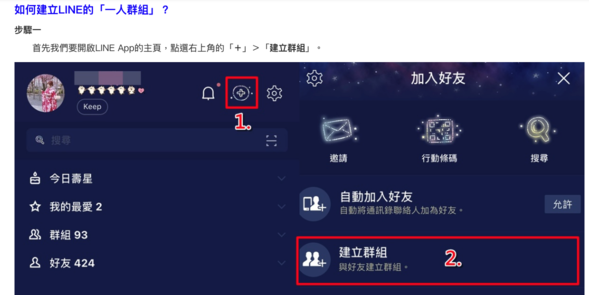 如何建立LINE的「一人群組」？
步驟一
首先我們要開啟LINE App的主頁，點選右上角的「＋」＞「建立群組」。
Keep
1.
搜尋
今日壽星
我的最愛 2
群組 93
好友 424
加入好友
邀請
行動條碼
搜尋
自動加入好友
自動將通訊錄聯絡人加為好友。
允許
建立群組
與好友建立群組。
2.